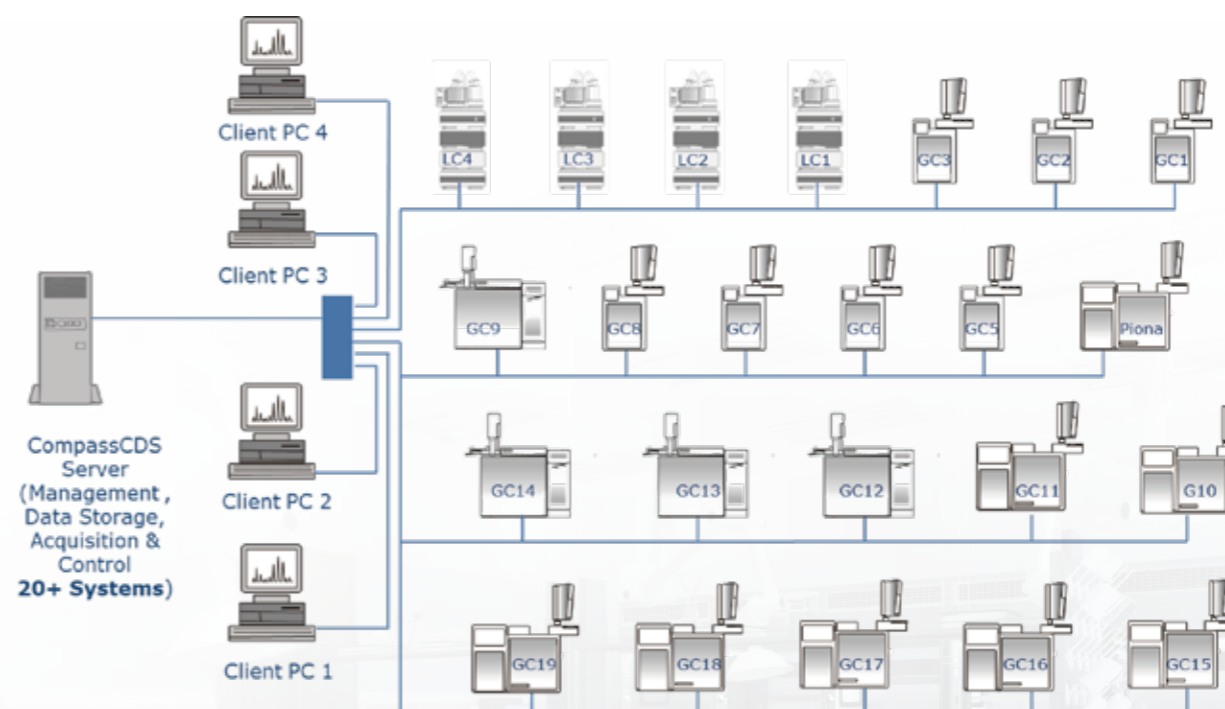 Client PC 4
LC4 LC3 LC2 LC1 GC3 GC2 GC1
Client PC 3
GC9 GC8 GC7 GC6 GC5 Piona
CompassCDS
Server
(Management ,
Data Storage,
Acquisition &
Control
20+ Systems)
Client PC 2
GC14 GC13 GC12 GC11 G10
Client PC 1
GC19 GC18 GC17 GC16 GC15